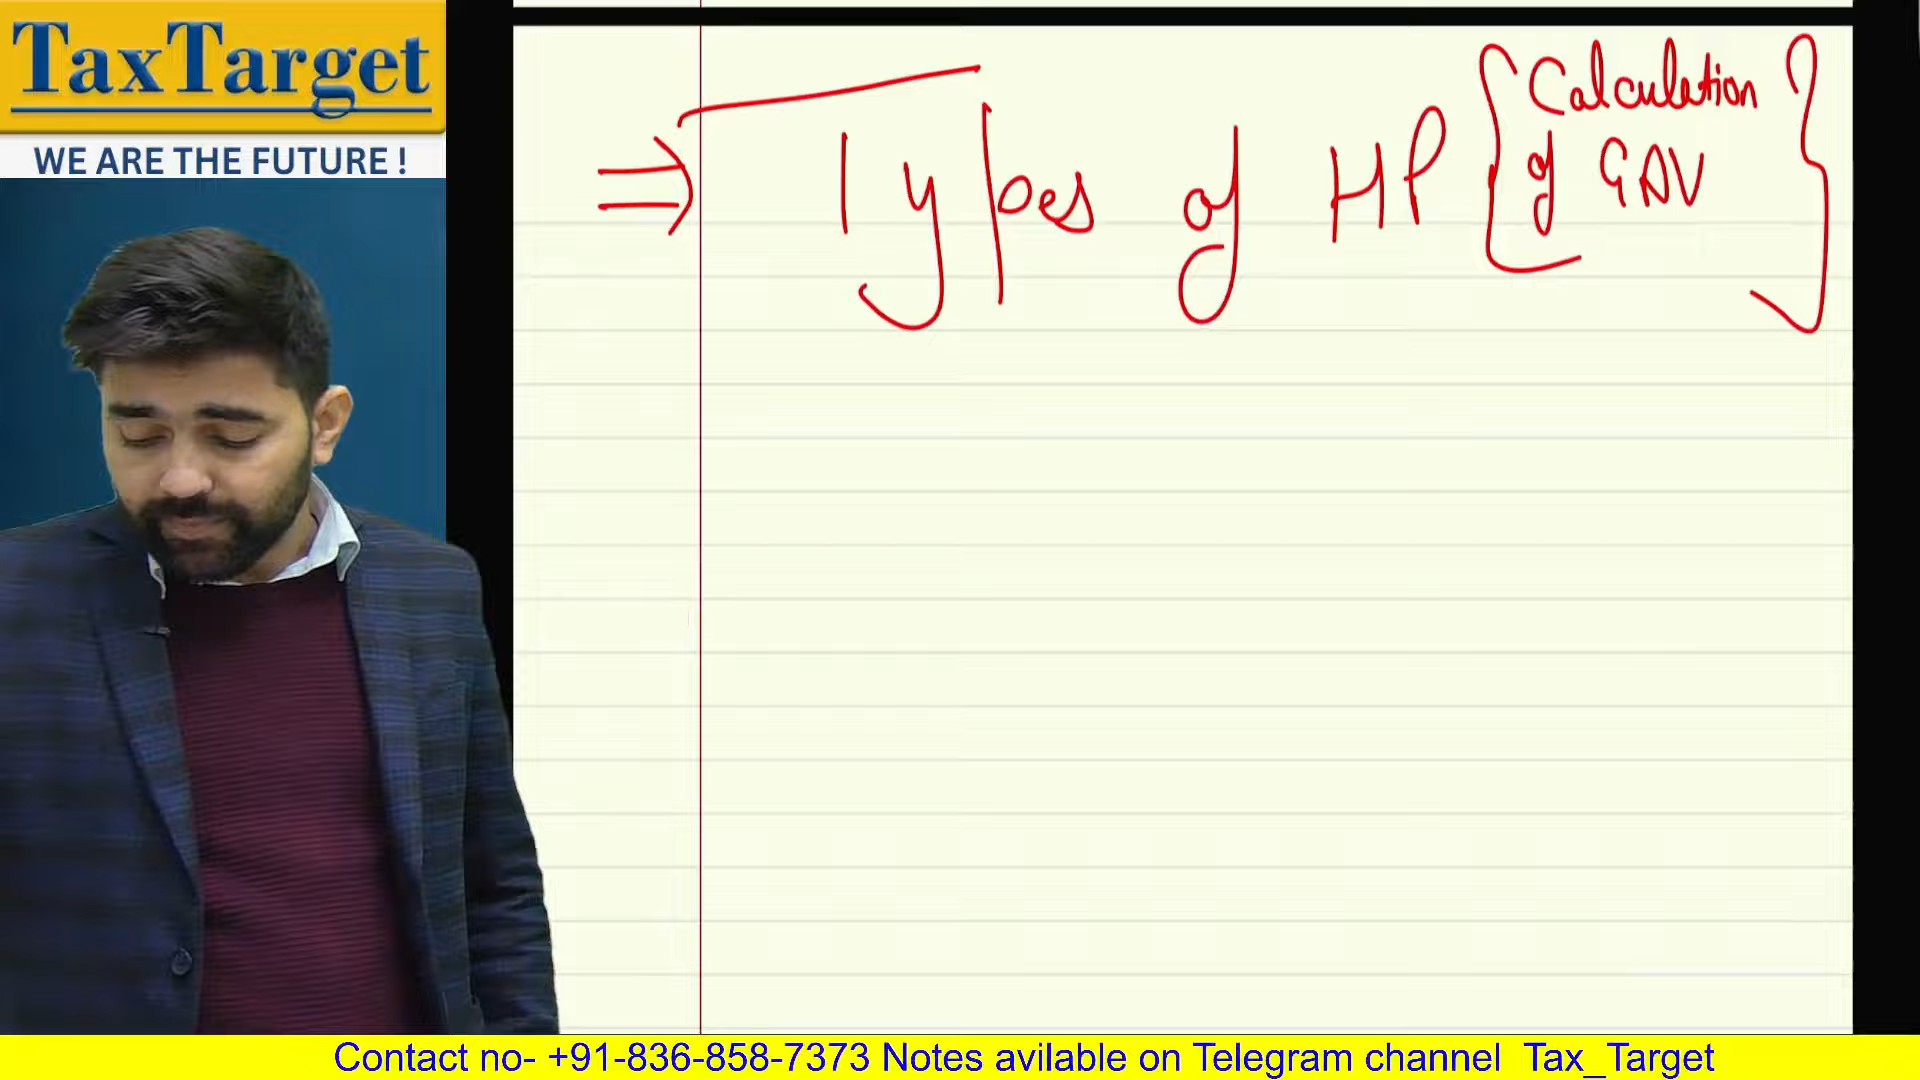 TaxTarget
WE ARE THE FUTURE !
⇒ Types of HP { Calculation
of GAV }
Contact no- +91-836-858-7373 Notes avilable on Telegram channel Tax_Target